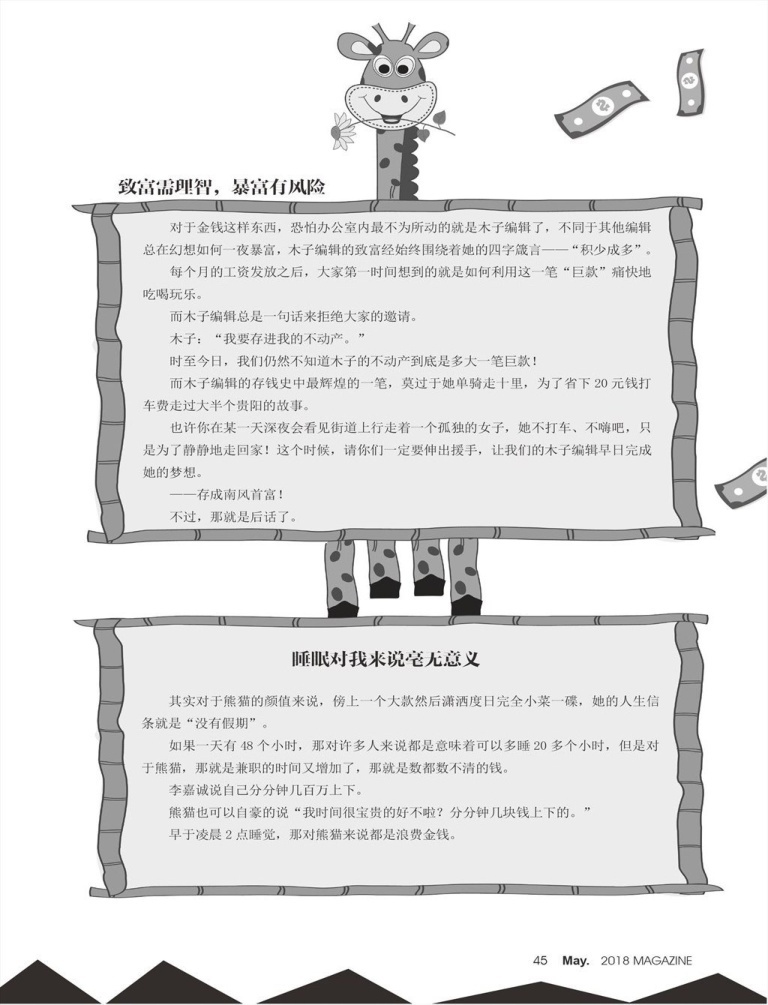 致富需理智，暴富有风险
对于金钱这样东西，恐怕办公室内最不为所动的就是木子编辑了，不同于其他编辑
总在幻想如何一夜暴富，木子编辑的致富经始终围绕着她的四字箴言——“积少成多”。
每个月的工资发放之后，大家第一时间想到的就是如何利用这一笔“巨款”痛快地
吃喝玩乐。
而木子编辑总是一句话来拒绝大家的邀请。
木子：“我要存进我的不动产。”
时至今日，我们仍然不知道木子的不动产到底是多大一笔巨款！
而木子编辑的存钱史中最辉煌的一笔，莫过于她单骑走十里，为了省下 20 元钱打
车费走过大半个贵阳的故事。
也许你在某一天深夜会看见街道上行走着一个孤独的女子，她不打车、不嗨吧，只
是为了静静地走回家！这个时候，请你们一定要伸出援手，让我们的木子编辑早日完成
她的梦想。
——存成南风首富！
不过，那就是后话了。
睡眠对我来说毫无意义
其实对于熊猫的颜值来说，傍上一个大款然后潇洒度日完全小菜一碟，她的人生信
条就是“没有假期”。
如果一天有 48 个小时，那对许多人来说都是意味着可以多睡 20 多个小时，但是对
于熊猫，那就是兼职的时间又增加了，那就是数都数不清的钱。
李嘉诚说自己分分钟几百万上下。
熊猫也可以自豪的说“我时间很宝贵的好不啦？分分钟几块钱上下的。”
早于凌晨 2 点睡觉，那对熊猫来说都是浪费金钱。
45 May. 2018 MAGAZINE